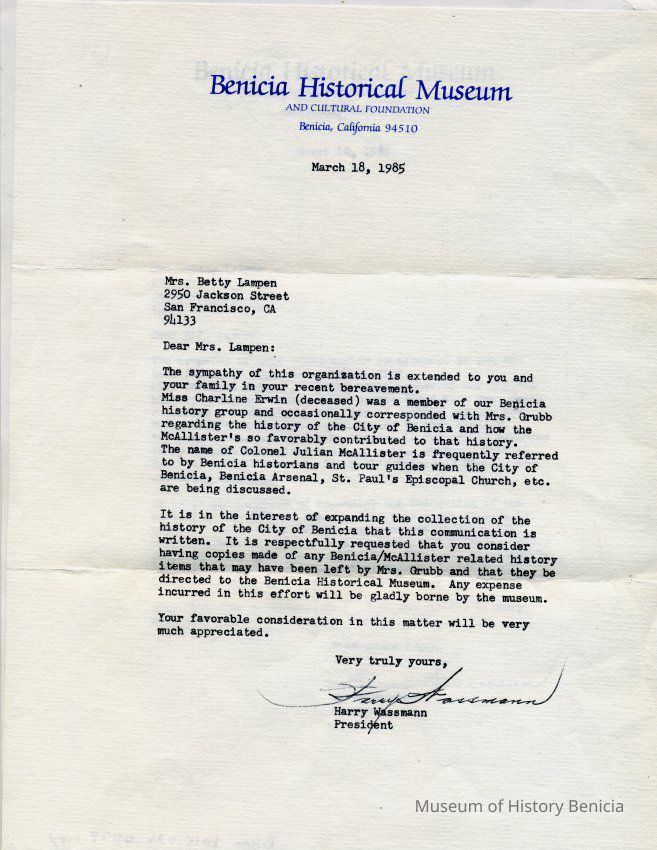 Benicia Historical Museum
AND CULTURAL FOUNDATION
Benicia, California 94510
March 18, 1985
Mrs. Betty Lampen
2950 Jackson Street
San Francisco, CA
94133
Dear Mrs. Lampen:
The sympathy of this organization is extended to you and
your family in your recent bereavement.
Miss Charline Erwin (deceased) was a member of our Benicia
history group and occasionally corresponded with Mrs. Grubb
regarding the history of the City of Benicia and how the
McAllister's so favorably contributed to that history.
The name of Colonel Julian McAllister is frequently referred
to by Benicia historians and tour guides when the City of
Benicia, Benicia Arsenal, St. Paul's Episcopal Church, etc.
are being discussed.
It is in the interest of expanding the collection of the
history of the City of Benicia that this communication is
written. It is respectfully requested that you consider
having copies made of any Benicia/McAllister related history
items that may have been left by Mrs. Grubb and that they be
directed to the Benicia Historical Museum. Any expense
incurred in this effort will be gladly borne by the museum.
Your favorable consideration in this matter will be very
much appreciated.
Very truly yours,
Harry Wassmann
Harry Wassmann
President
Museum of History Benicia